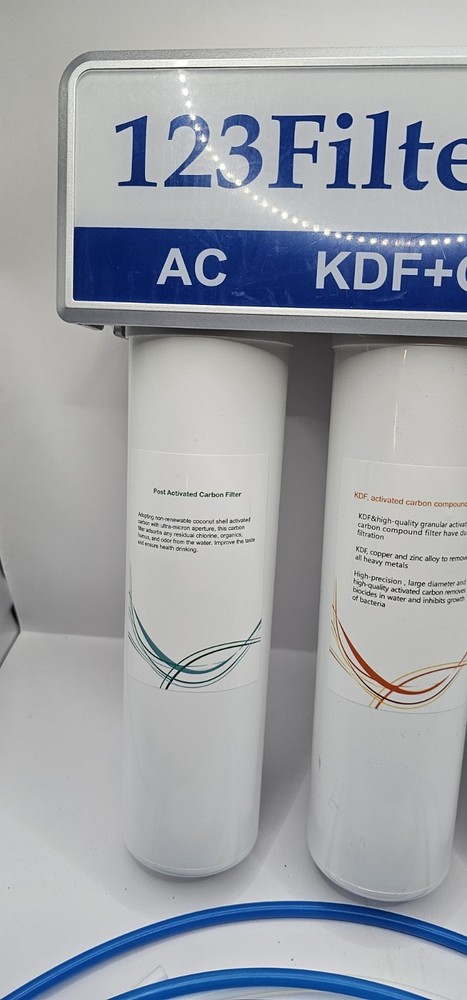 123Filte
AC KDF+C
Post Activated Carbon Filter
Adopting non-renewable coconut shell activated
carbon with ultra-micron aperture, this carbon
filter adsorbs any residual chlorine, organics,
humus, and odor from the water. Improve the taste
and ensure health drinking.
KDF, activated carbon compound
KDF&high-quality granular activat
carbon compound filter have du
filtration
KDF, copper and zinc alloy to remove
all heavy metals
High-precision , large diameter and
high-quality activated carbon removes
biocides in water and inhibits growth
of bacteria